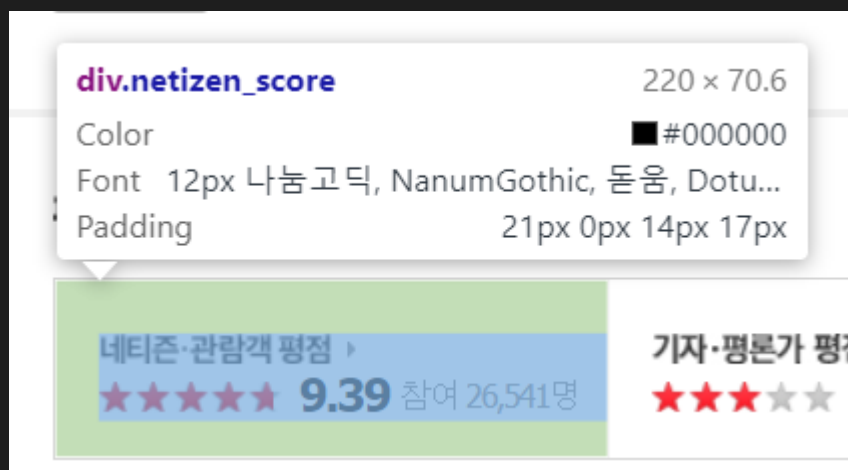 div.netizen_score 220 × 70.6
Color #000000
Font 12px 나눔고딕, NanumGothic, 돋움, Dotu...
Padding 21px 0px 14px 17px
네티즌·관람객 평점 기자·평론가
9.39 참여 26,541명